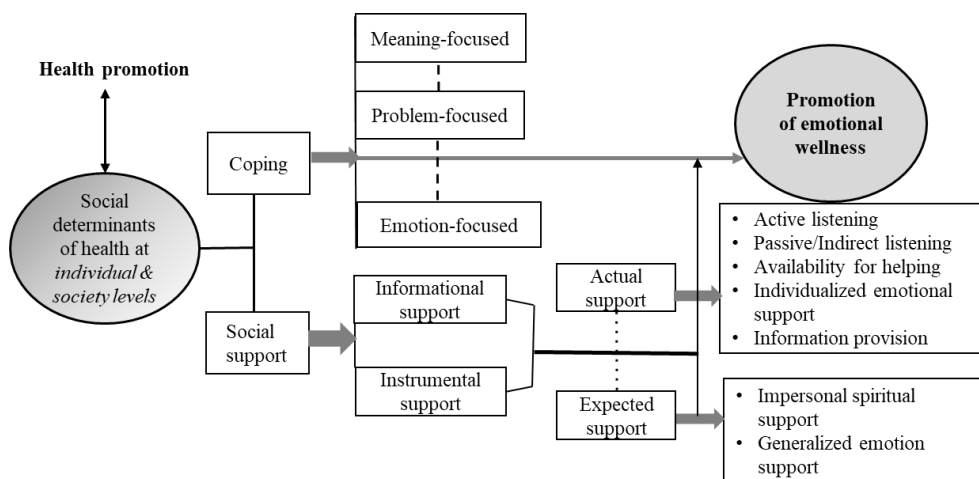 Health promotion
Social
determinants
of health at
individual &
society levels
Coping
Social
support
Meaning-focused
Problem-focused
Emotion-focused
Informational
support
Instrumental
support
Actual
support
Expected
support
Promotion
of emotional
wellness
• Active listening
• Passive/Indirect listening
• Availability for helping
• Individualized emotional
support
• Information provision
• Impersonal spiritual
support
• Generalized emotion
support